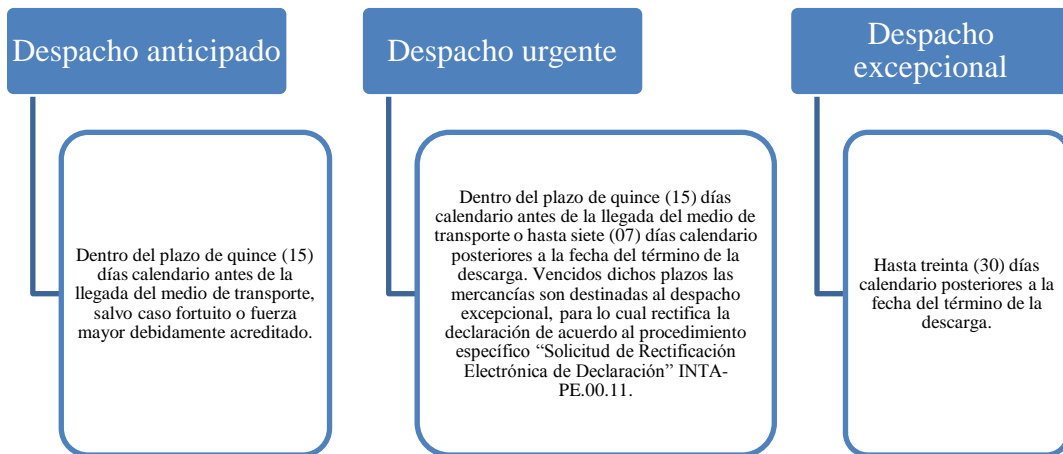 Despacho anticipado
Dentro del plazo de quince (15)
días calendario antes de la
llegada del medio de transporte,
salvo caso fortuito o fuerza
mayor debidamente acreditado.
Despacho urgente
Dentro del plazo de quince (15) días
calendario antes de la llegada del medio de
transporte o hasta siete (07) días calendario
posteriores a la fecha del término de la
descarga. Vencidos dichos plazos las
mercancías son destinadas al despacho
excepcional, para lo cual rectifica la
declaración de acuerdo al procedimiento
específico “Solicitud de Rectificación
Electrónica de Declaración” INTA-
PE.00.11.
Despacho
excepcional
Hasta treinta (30) días
calendario posteriores a la
fecha del término de la
descarga.